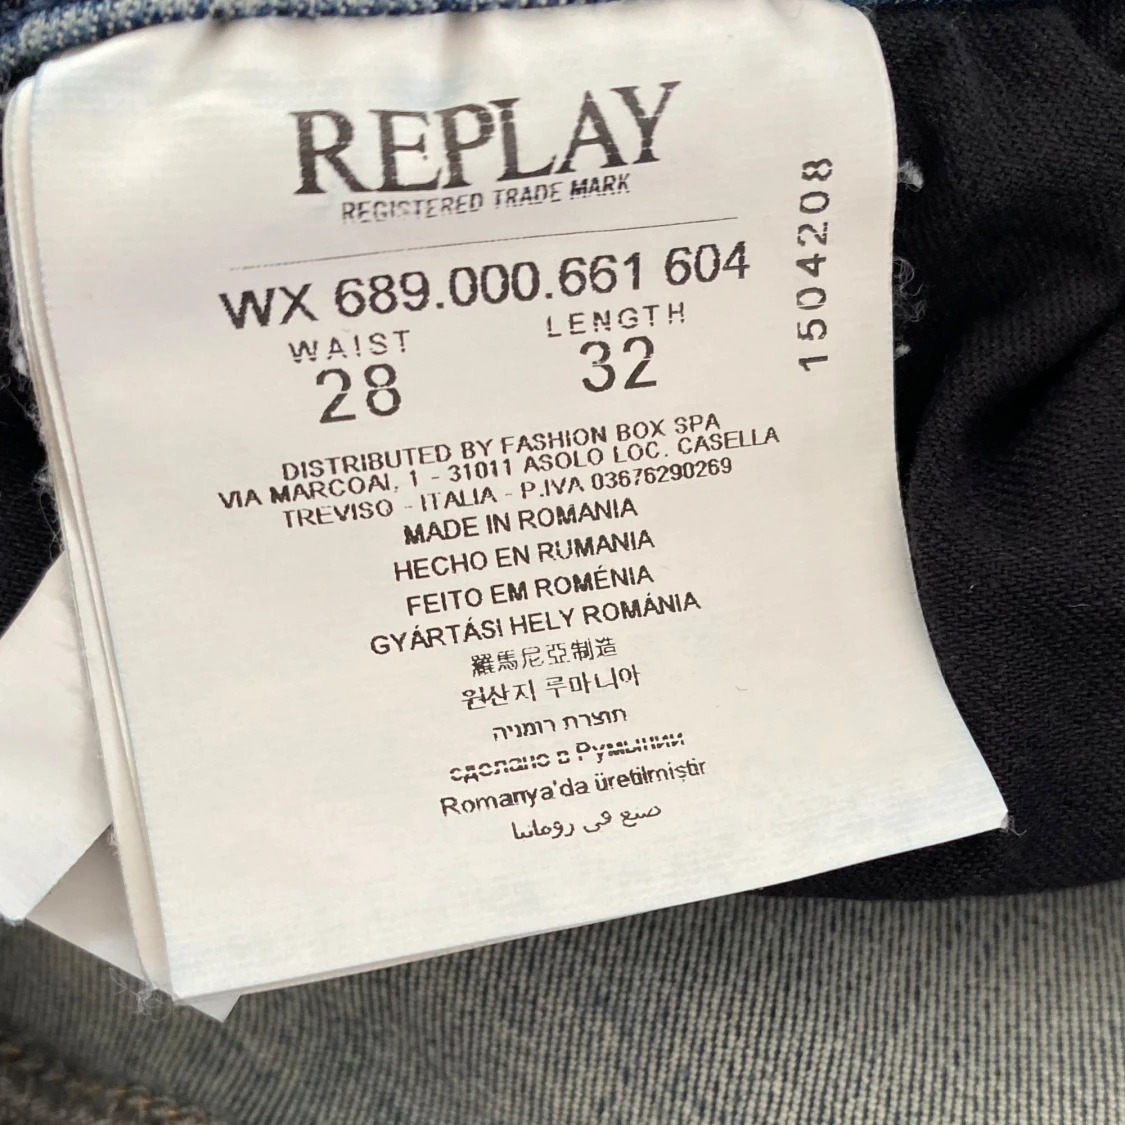 REPLAY
REGISTERED TRADE MARK
WX 689.000.661 604
WAIST LENGTH
28 32
DISTRIBUTED BY FASHION BOX SPA
VIA MARCOAI, 1 - 31011 ASOLO LOC. CASELLA
TREVISO - ITALIA - P.IVA 03676290269
MADE IN ROMANIA
HECHO EN RUMANIA
FEITO EM ROMÉNIA
GYÁRTÁSI HELY ROMÁNIA
羅馬尼亞制造
원산지 루마니아
תוצרת רומניה
сделано в Румынии
Romanya'da üretilmiştir
صنع في رومانيا
1504208